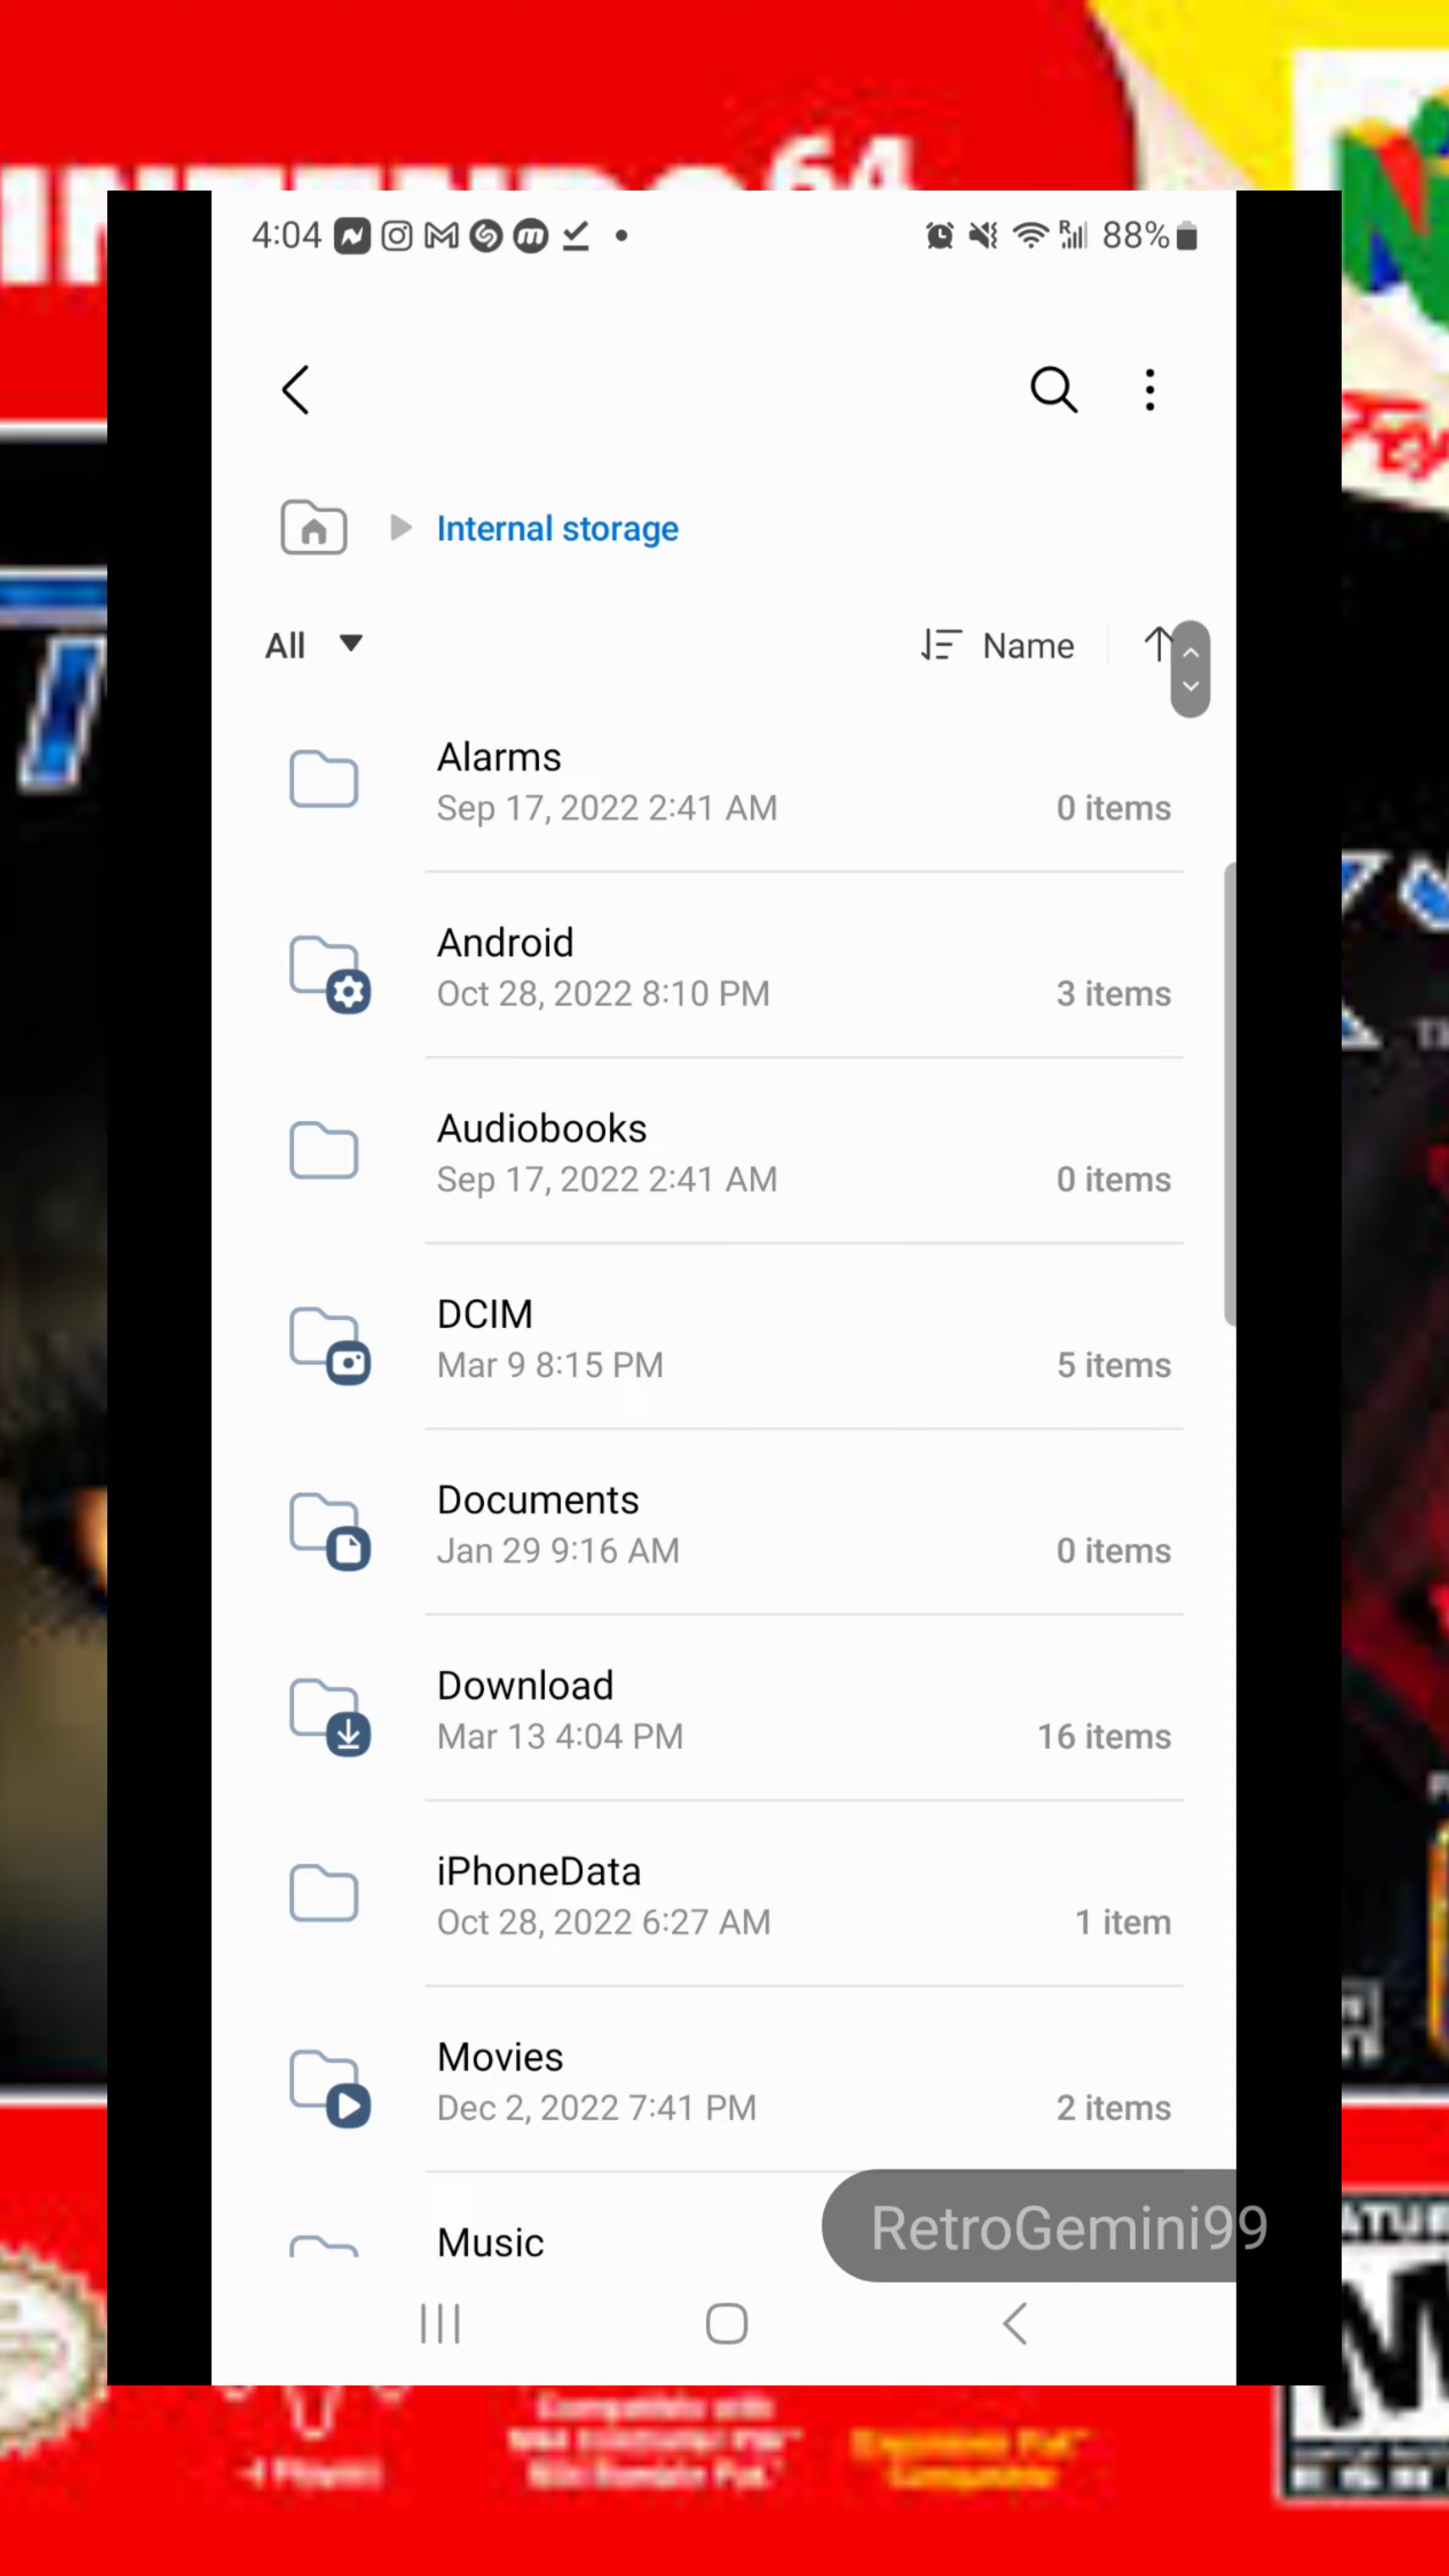 NINTENDO 64
4:04
88%
Internal storage
All
Name
Alarms
Sep 17, 2022 2:41 AM
0 items
Android
Oct 28, 2022 8:10 PM
3 items
Audiobooks
Sep 17, 2022 2:41 AM
0 items
DCIM
Mar 9 8:15 PM
5 items
Documents
Jan 29 9:16 AM
0 items
Download
Mar 13 4:04 PM
16 items
iPhoneData
Oct 28, 2022 6:27 AM
1 item
Movies
Dec 2, 2022 7:41 PM
2 items
Music
RetroGemini99